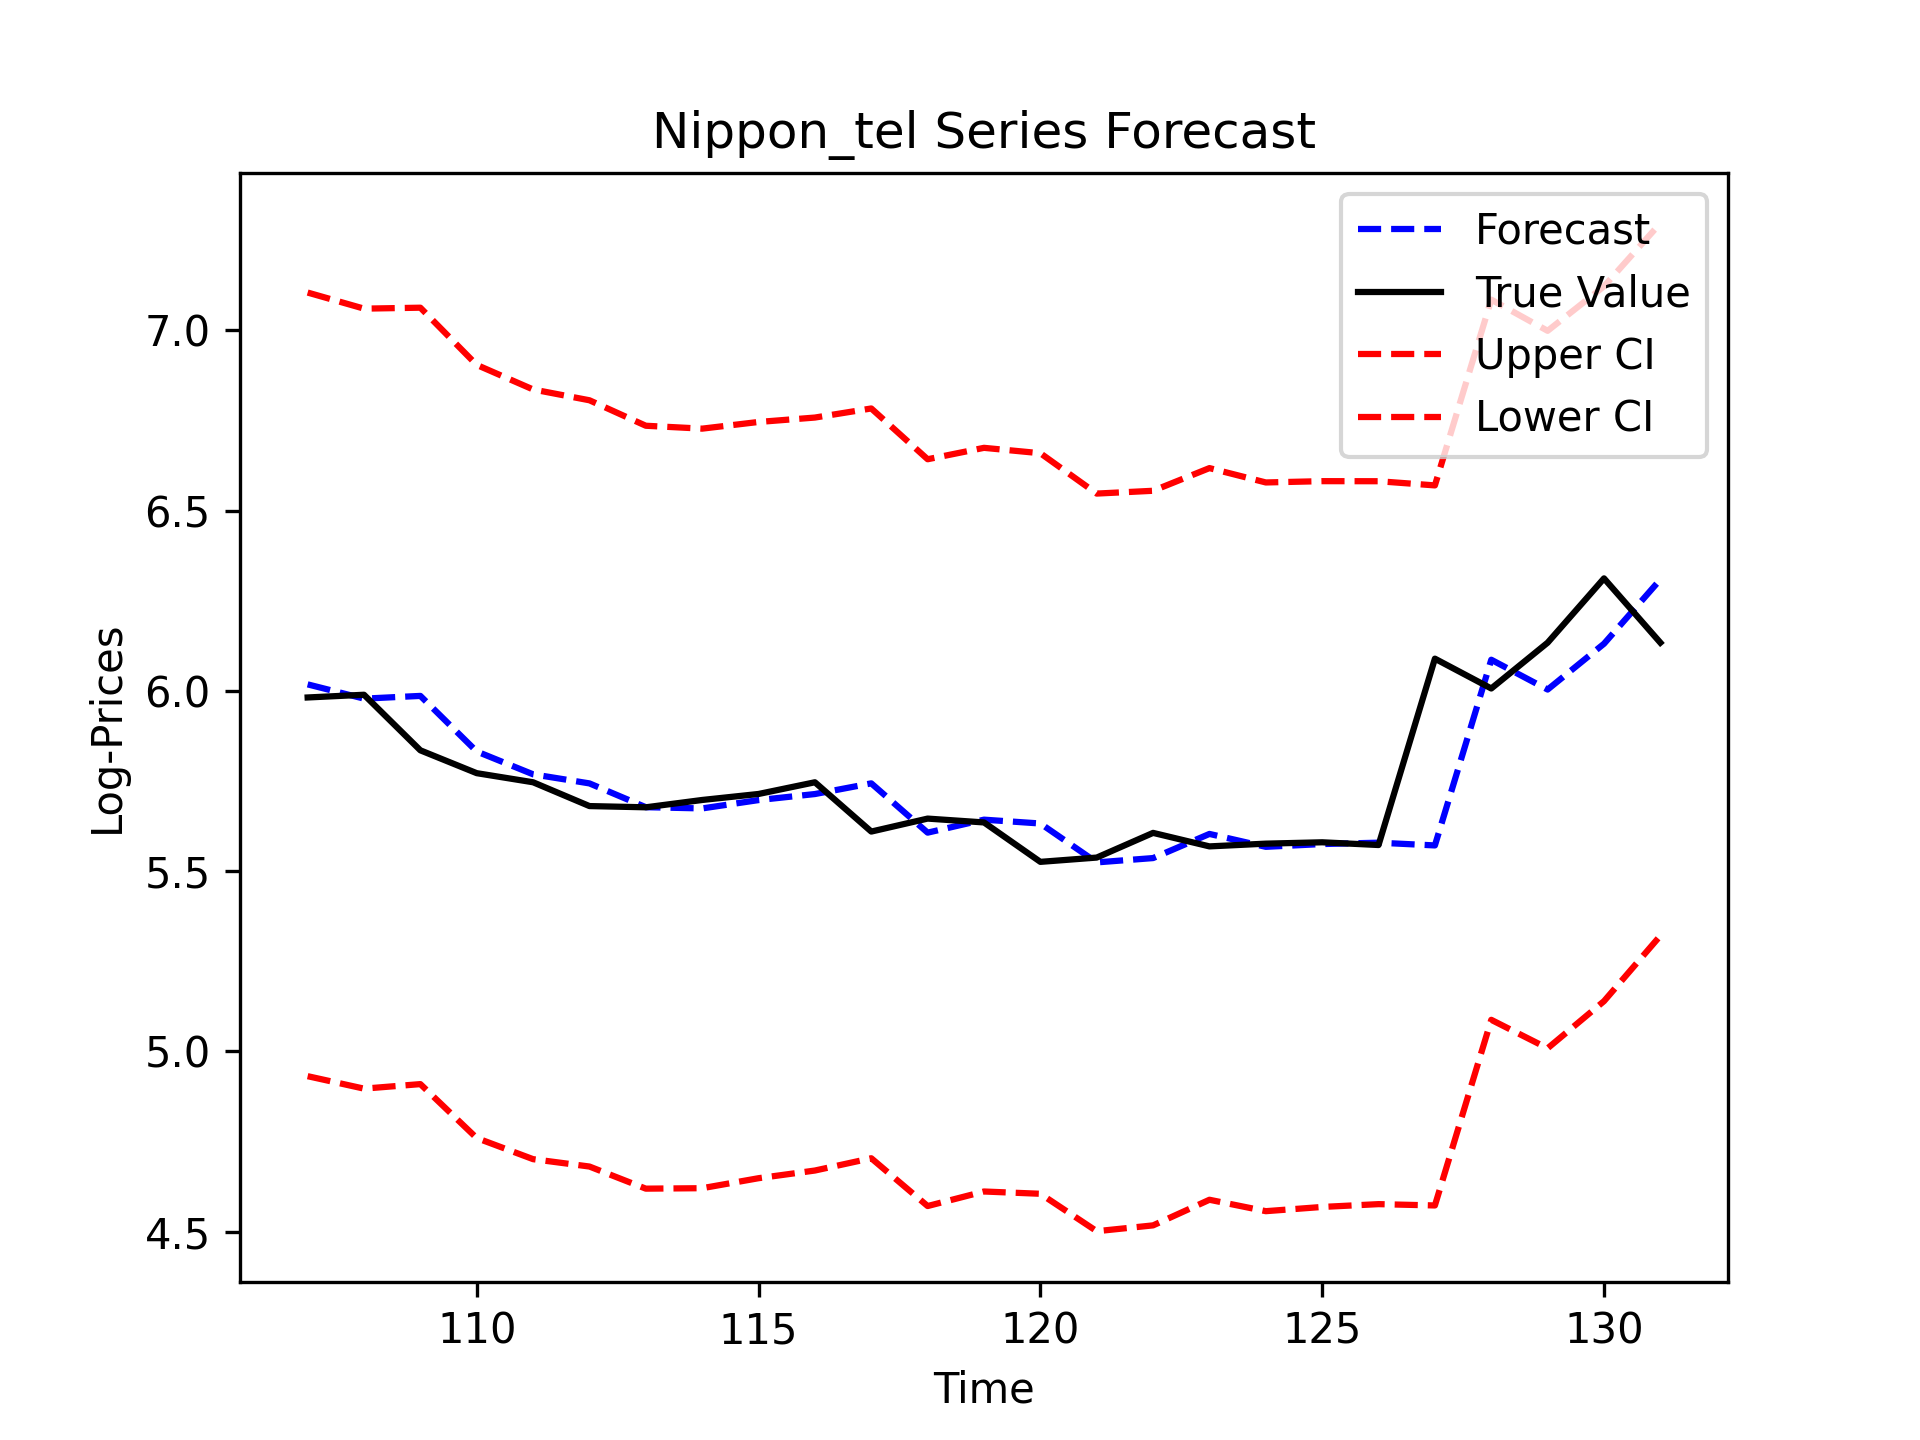 Nippon_tel Series Forecast
Forecast
True Value
Upper CI
Lower CI
Log-Prices
7.0
6.5
6.0
5.5
5.0
4.5
110 115 120 125 130
Time